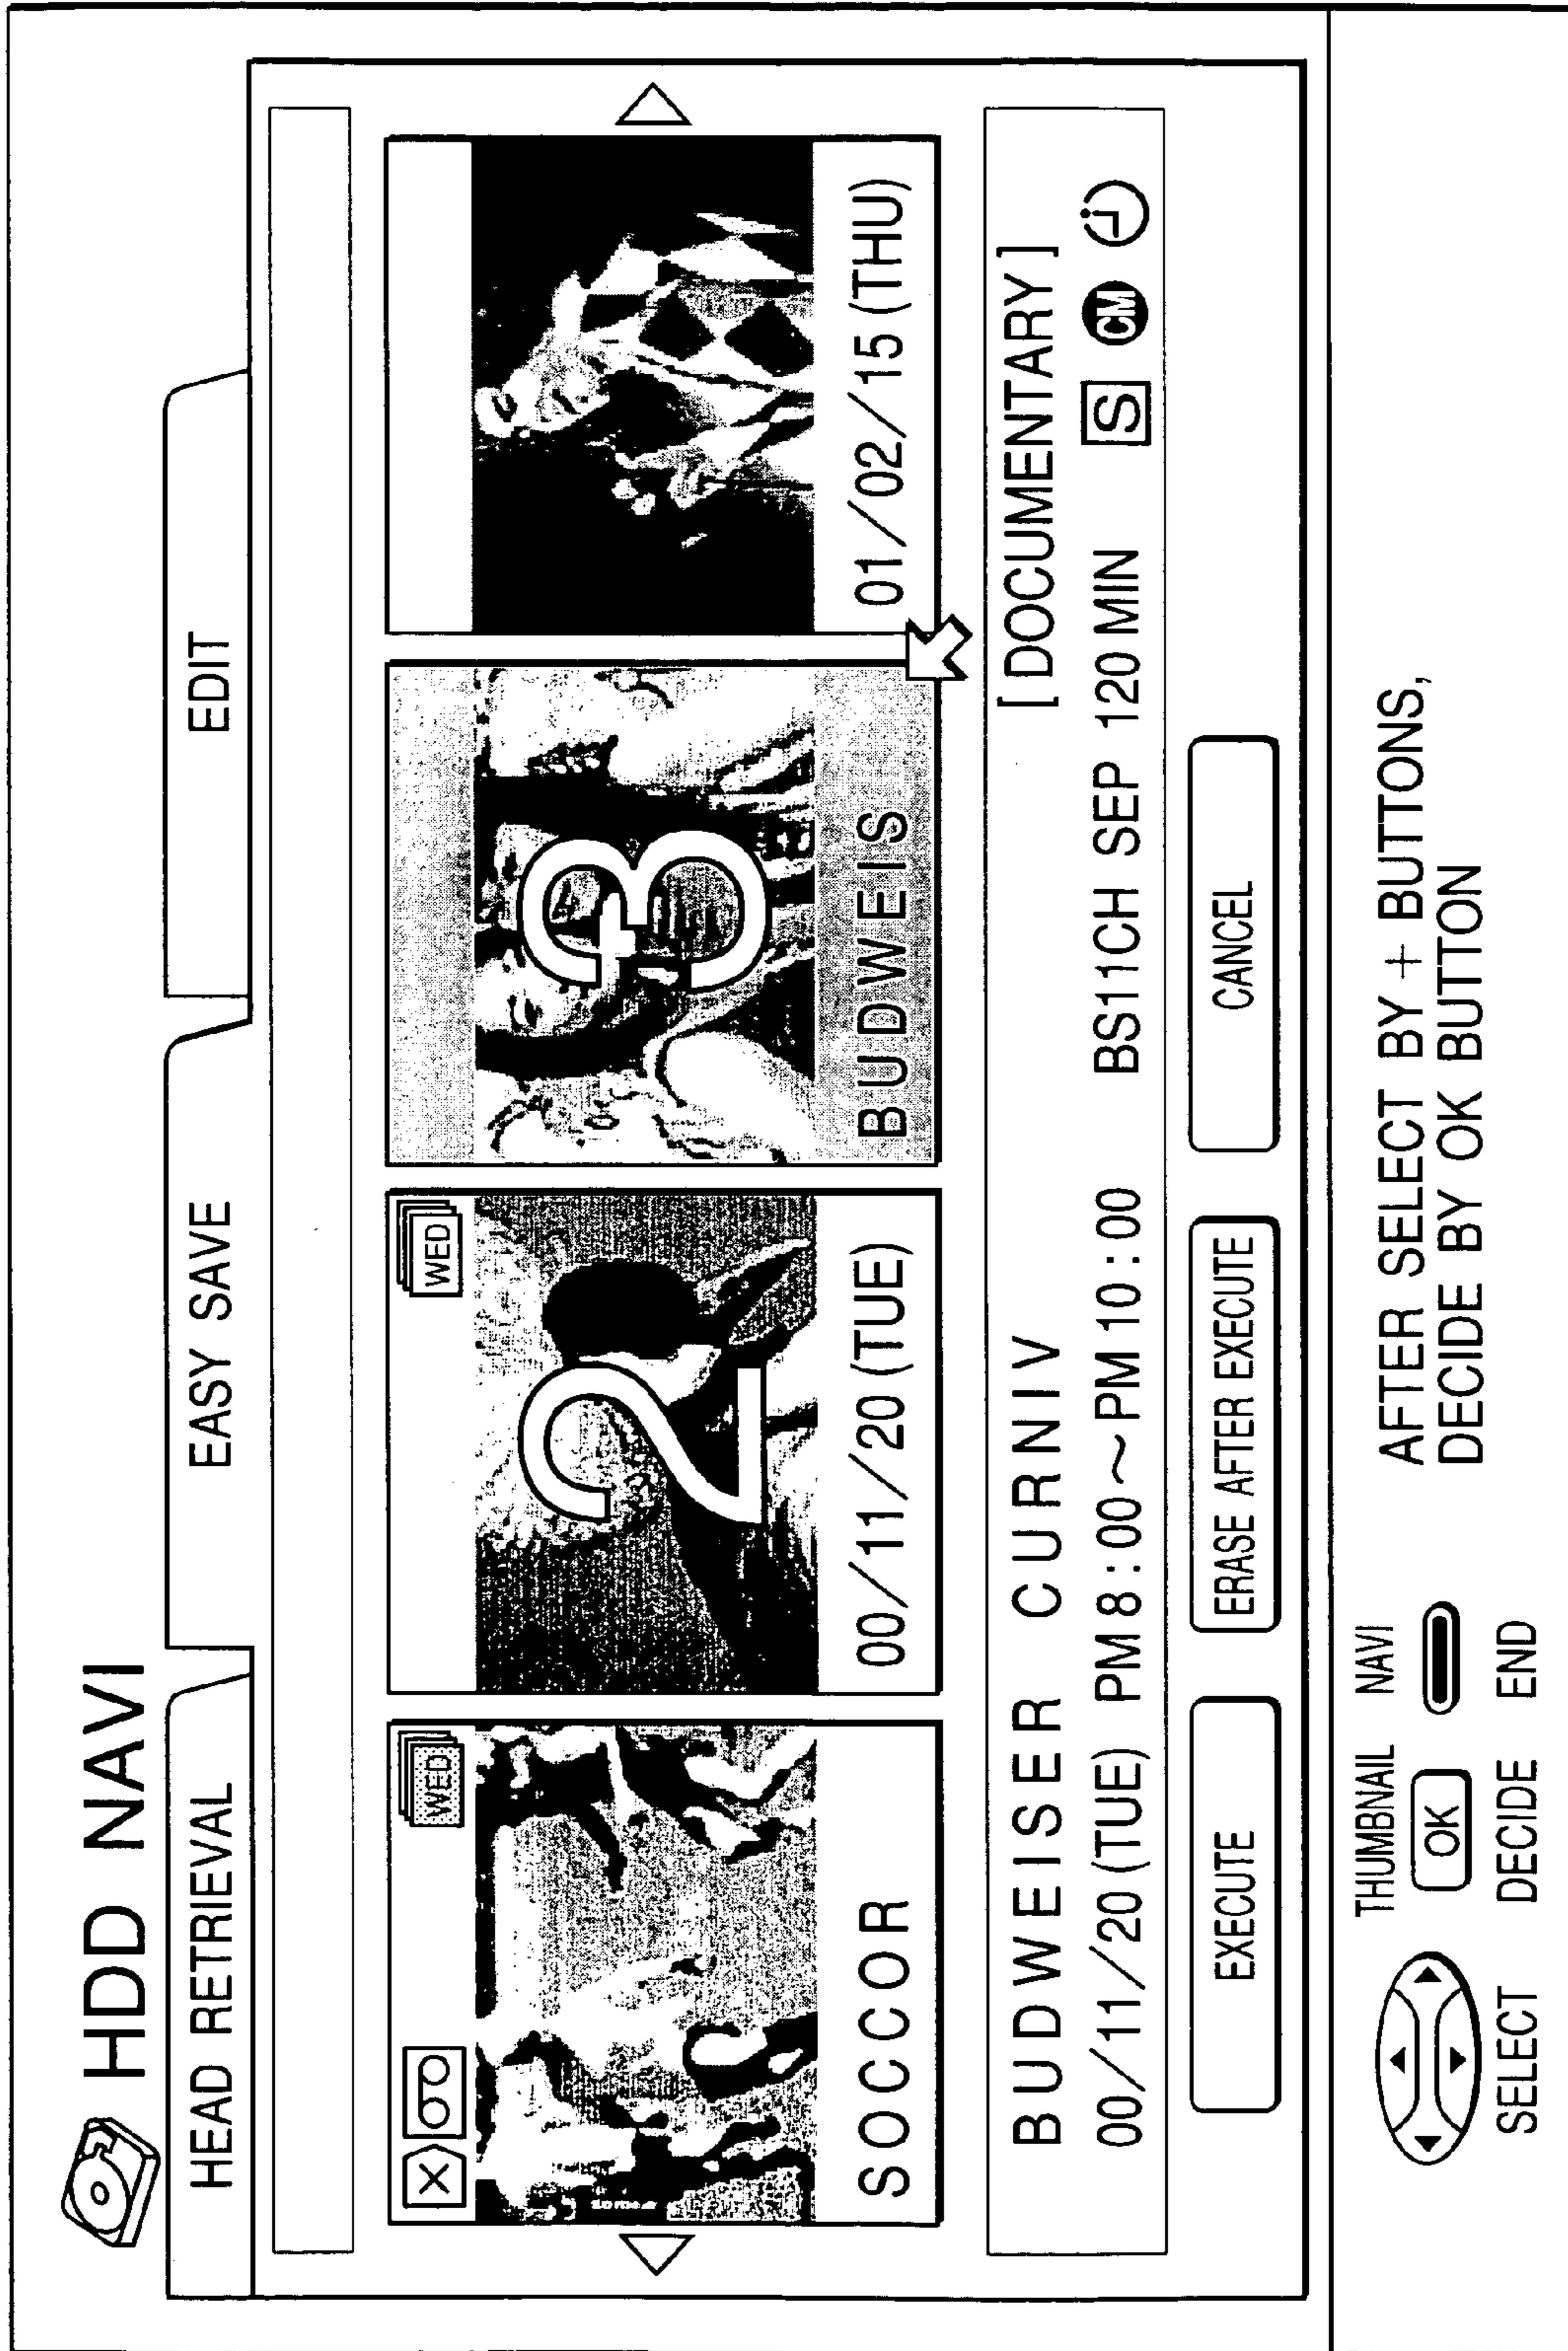 HDD NAVI
HEAD RETRIEVAL
EASY SAVE
EDIT
WED
SOCCOR
WED
2
00/11/20 (TUE)
3
BUDWEIS
01/02/15 (THU)
BUDWEISER CURNIV [DOCUMENTARY]
00/11/20 (TUE) PM 8:00~PM 10:00 BS11CH SEP 120 MIN S CM
EXECUTE
ERASE AFTER EXECUTE
CANCEL
THUMBNAIL NAVI
OK
SELECT DECIDE END
AFTER SELECT BY + BUTTONS,
DECIDE BY OK BUTTON